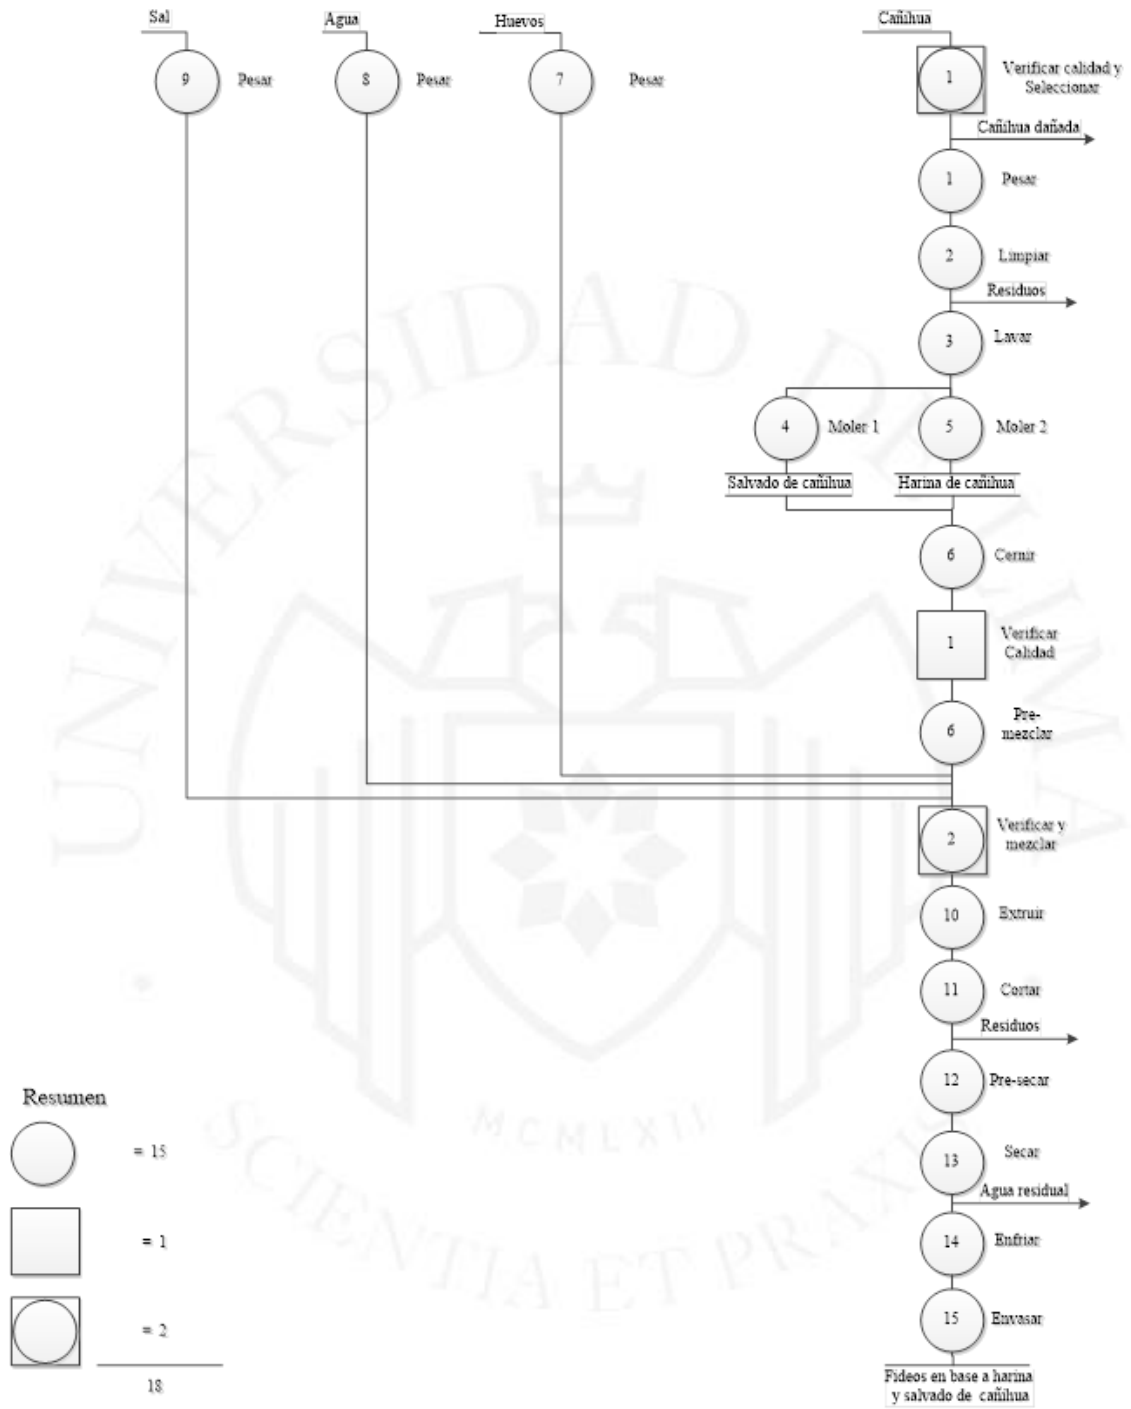 Sal
Agua
Huevos
Cañihua
9
Pesar
8
Pesar
7
Pesar
1
Verificar calidad y
Seleccionar
Cañihua dañada
1
Pesar
2
Limpiar
Residuos
3
Lavar
4
Moler 1
5
Moler 2
Salvado de cañihua
Harina de cañihua
6
Cernir
1
Verificar
Calidad
6
Pre-
mezclar
2
Verificar y
mezclar
10
Extruir
11
Cortar
Residuos
12
Pre-secar
13
Secar
Agua residual
14
Enfriar
15
Envasar
Fideos en base a harina
y salvado de cañihua
Resumen
= 15
= 1
= 2
18
UNIVERSIDAD DE LIMA
MCMLXII
SCIENTIA ET PRAXIS